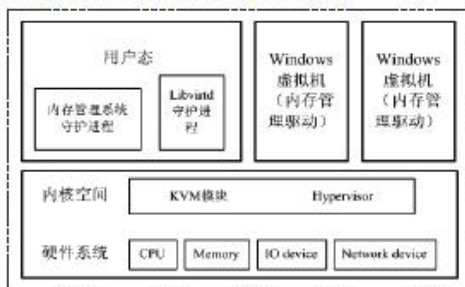 用户态
内存管理系统
守护进程
Libvirtd
守护进
程
Windows
虚拟机
（内存管
理驱动）
Windows
虚拟机
（内存管
理驱动）
内核空间
KVM模块 Hypervisor
硬件系统
CPU Memory IO device Network device